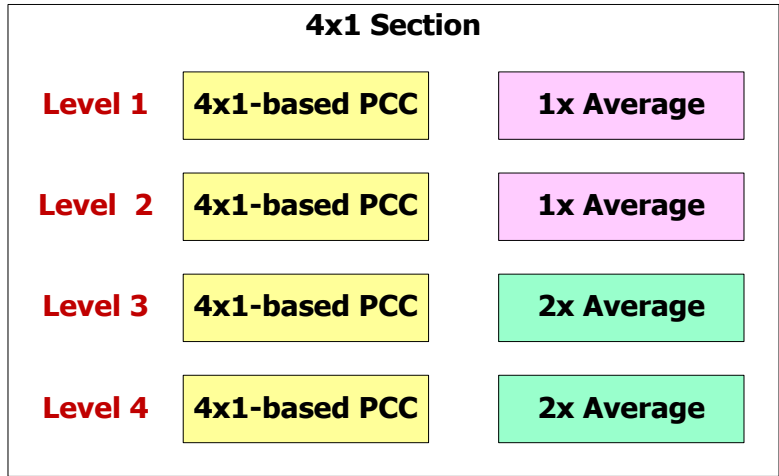 4x1 Section
Level 1 4x1-based PCC 1x Average
Level 2 4x1-based PCC 1x Average
Level 3 4x1-based PCC 2x Average
Level 4 4x1-based PCC 2x Average